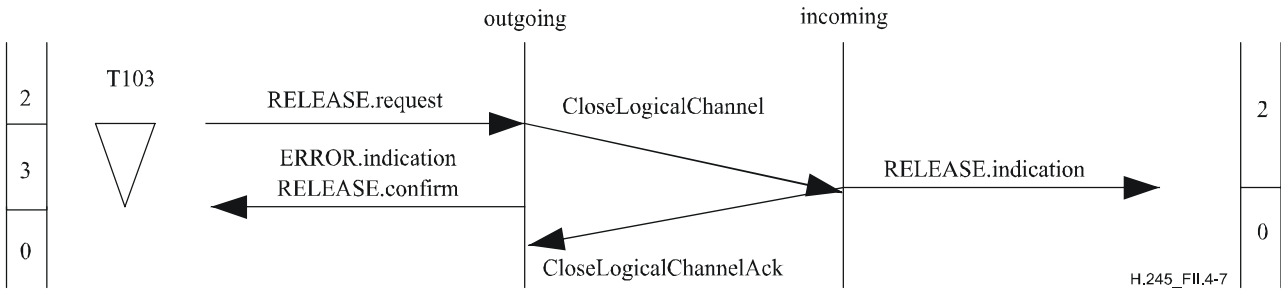 outgoing
incoming
T103
2
RELEASE.request
CloseLogicalChannel
2
ERROR.indication
3
RELEASE.confirm
RELEASE.indication
0
0
CloseLogicalChannelAck
H.245_FII.4-7